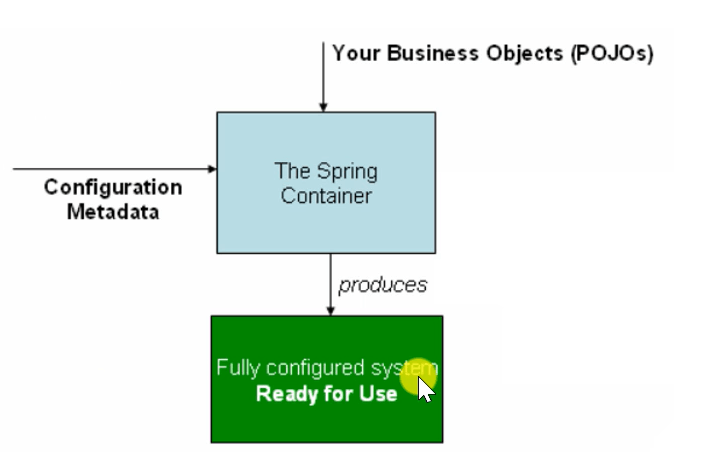 Your Business Objects (POJOs)
The Spring
Container
Configuration
Metadata
produces
Fully configured system
Ready for Use